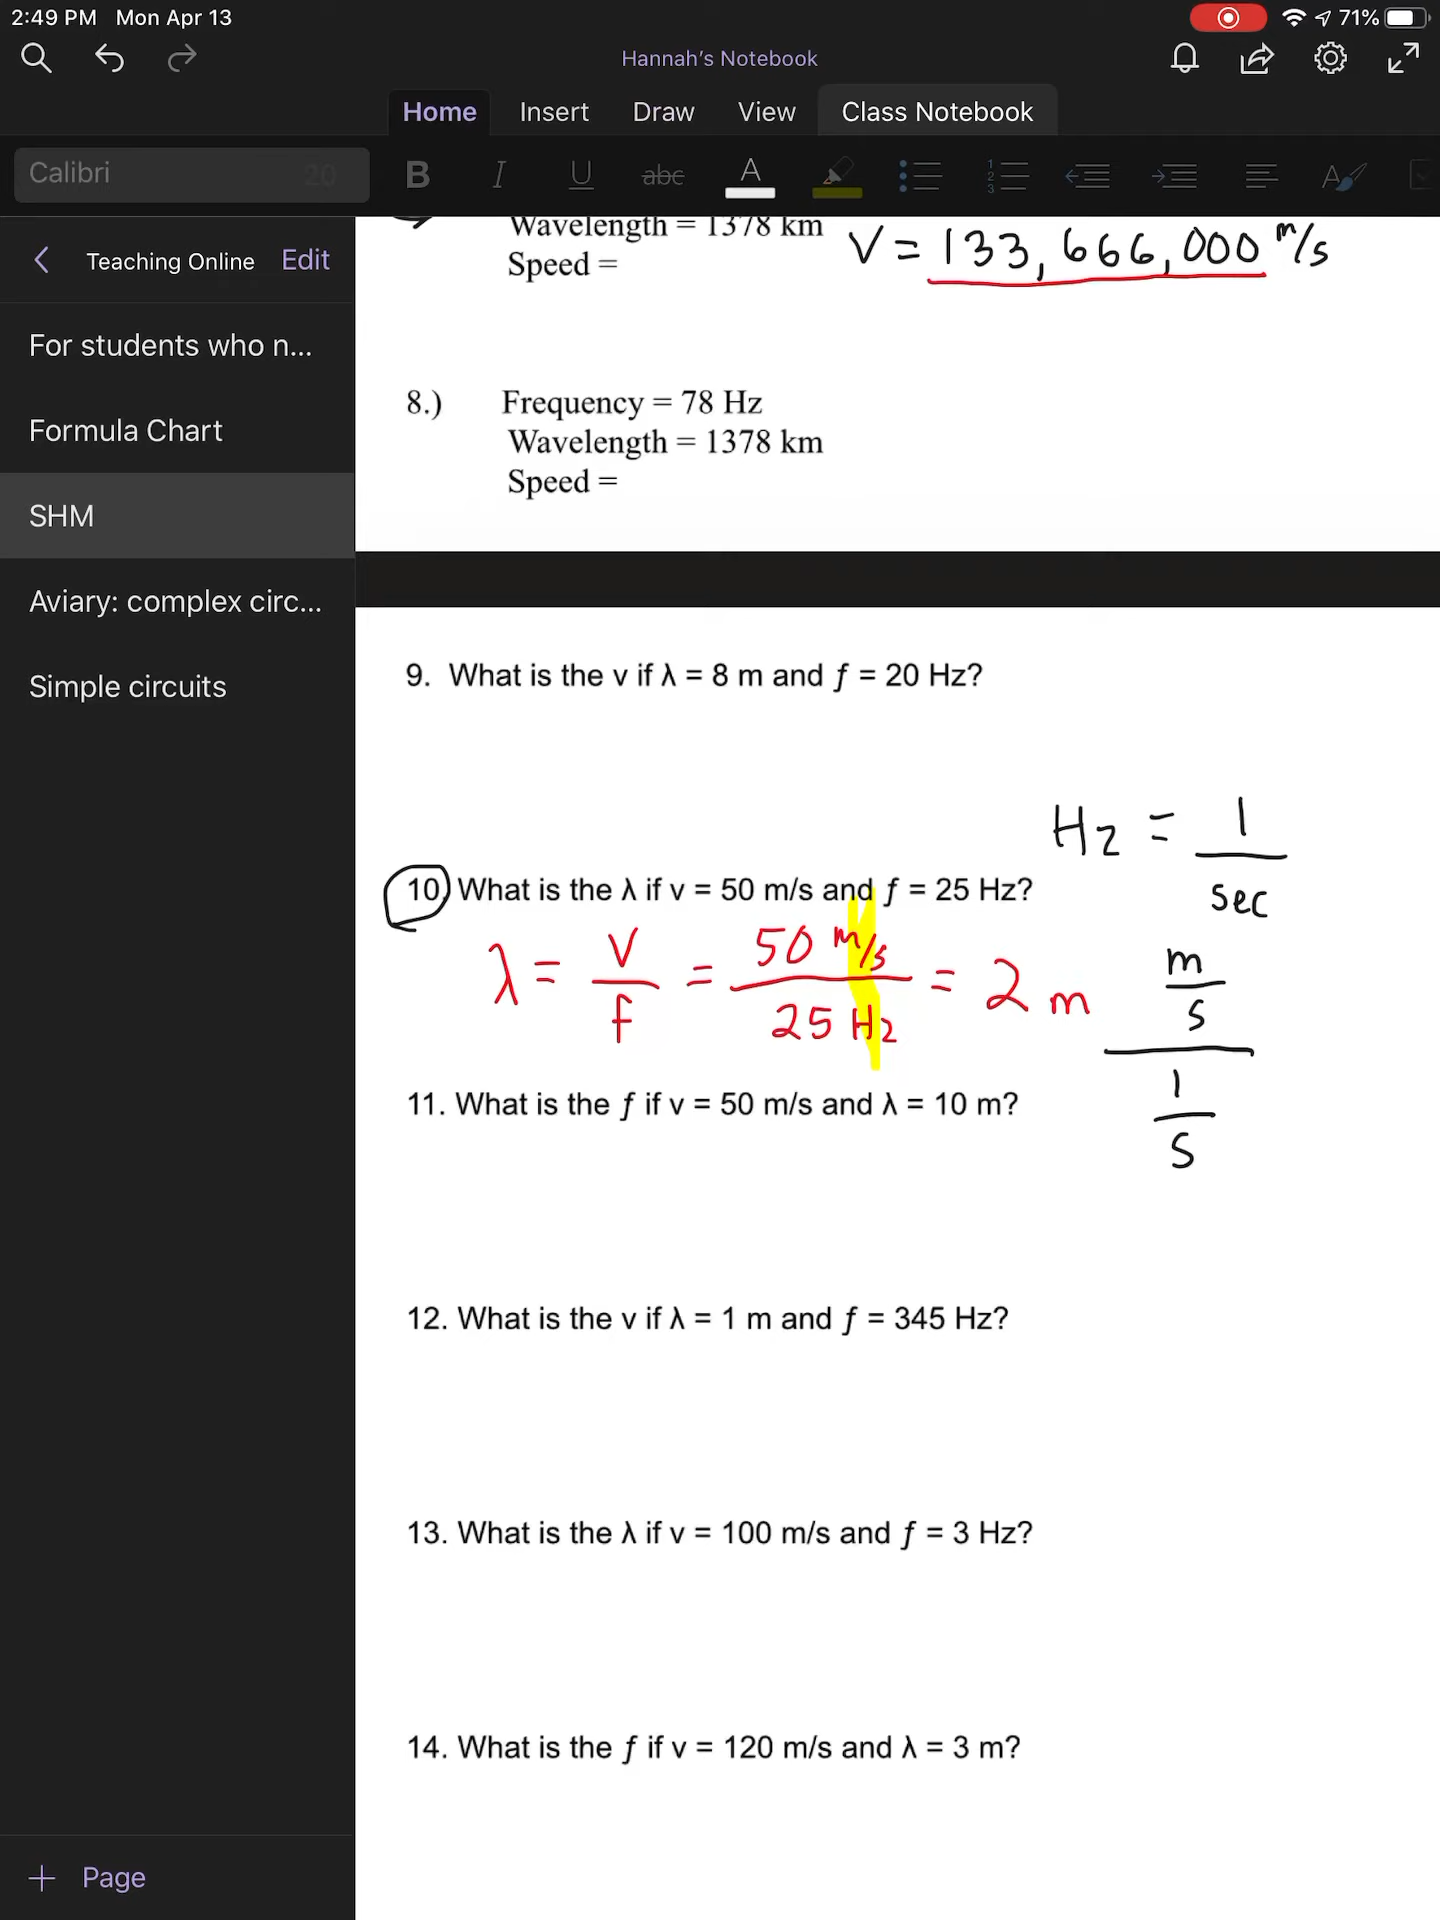 2:49 PM Mon Apr 13
71%
Hannah's Notebook
Home Insert Draw View Class Notebook
Calibri 20 B I U abc A
Teaching Online Edit
For students who n...
Formula Chart
SHM
Aviary: complex circ...
Simple circuits
+ Page
Wavelength = 1378 km
Speed =
V = 133,666,000 m/s
8.) Frequency = 78 Hz
Wavelength = 1378 km
Speed =
9. What is the v if λ = 8 m and ƒ = 20 Hz?
Hz = 1
sec
10. What is the λ if v = 50 m/s and ƒ = 25 Hz?
λ = V/f = 50 m/s / 25 Hz = 2 m
m
s
1
s
11. What is the ƒ if v = 50 m/s and λ = 10 m?
12. What is the v if λ = 1 m and ƒ = 345 Hz?
13. What is the λ if v = 100 m/s and ƒ = 3 Hz?
14. What is the ƒ if v = 120 m/s and λ = 3 m?